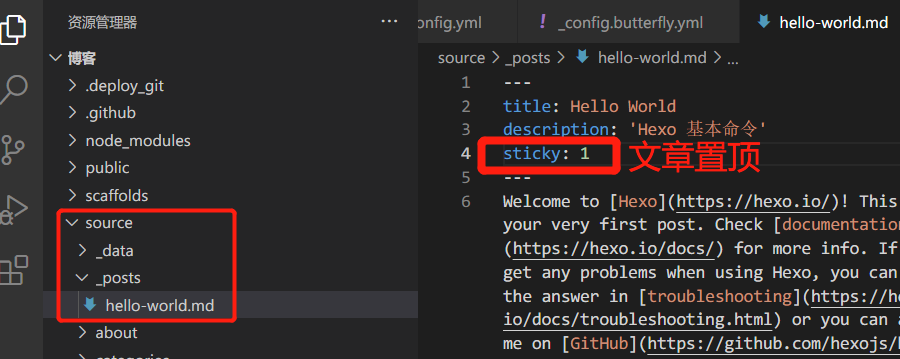 资源管理器
...
博客
.deploy_git
.github
node_modules
public
scaffolds
source
_data
_posts
hello-world.md
about
onfig.yml
! _config.butterfly.yml
hello-world.md
source > _posts > hello-world.md > ...
1 ---
2 title: Hello World
3 description: 'Hexo 基本命令'
4 sticky: 1
文章置顶
5 ---
6 Welcome to [Hexo](https://hexo.io/)! This
your very first post. Check [documentation
(https://hexo.io/docs/) for more info. If
get any problems when using Hexo, you can
the answer in [troubleshooting](https://he
io/docs/troubleshooting.html) or you can a
me on [GitHub](https://github.com/hexojs/h